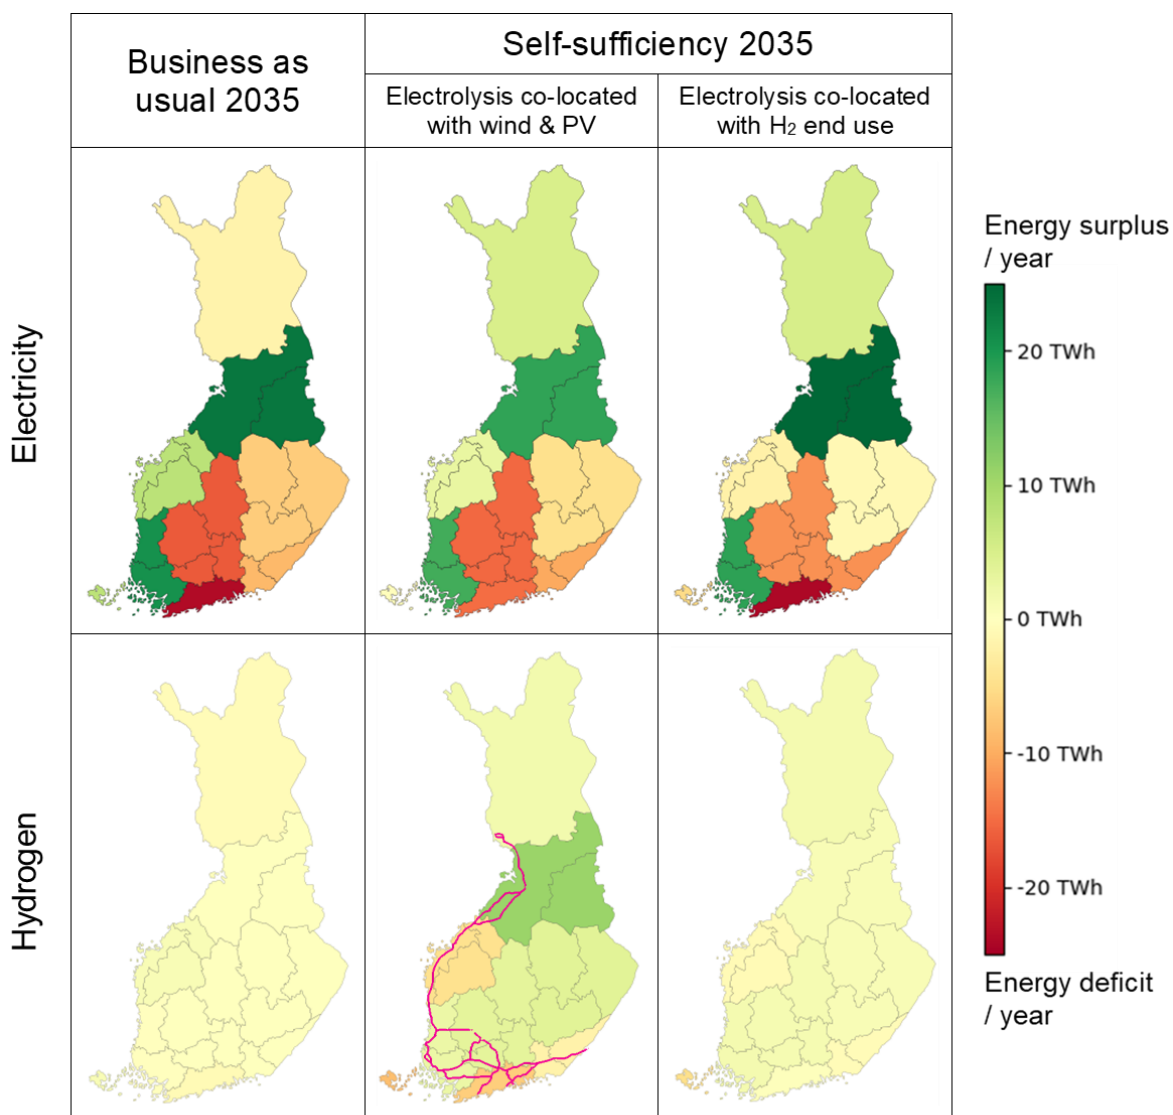 Business as
usual 2035
Self-sufficiency 2035
Electrolysis co-located
with wind & PV
Electrolysis co-located
with H₂ end use
Electricity
Hydrogen
Energy surplus
/ year
20 TWh
10 TWh
0 TWh
-10 TWh
-20 TWh
Energy deficit
/ year